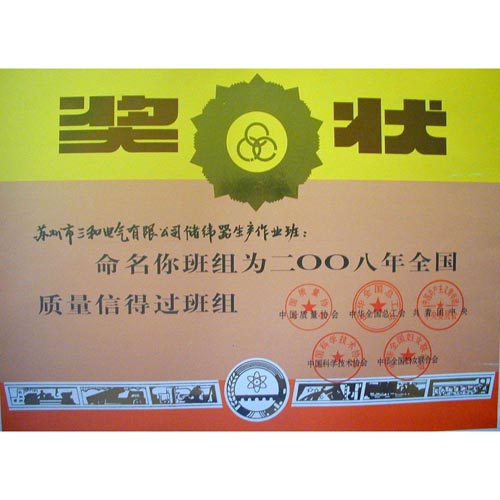 奖状
苏州市三和电气有限公司储纬器生产作业班：
命名你班组为二OO八年全国
质量信得过班组
中国质量协会 中华全国总工会 共青团中央
中国科学技术协会 中华全国妇女联合会